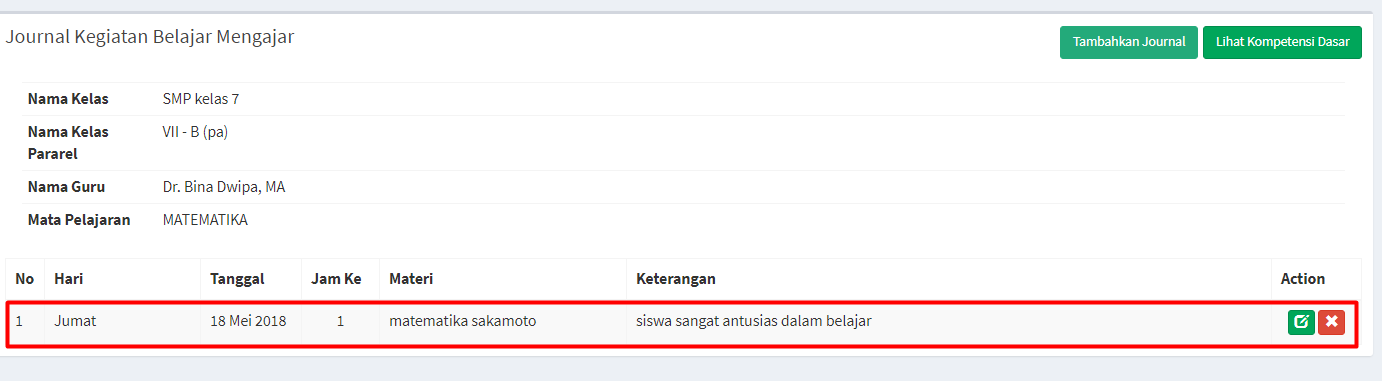 Journal Kegiatan Belajar Mengajar
Tambahkan Journal Lihat Kompetensi Dasar
Nama Kelas SMP kelas 7
Nama Kelas Pararel VII - B (pa)
Nama Guru Dr. Bina Dwipa, MA
Mata Pelajaran MATEMATIKA
No Hari Tanggal Jam Ke Materi Keterangan Action
1 Jumat 18 Mei 2018 1 matematika sakamoto siswa sangat antusias dalam belajar